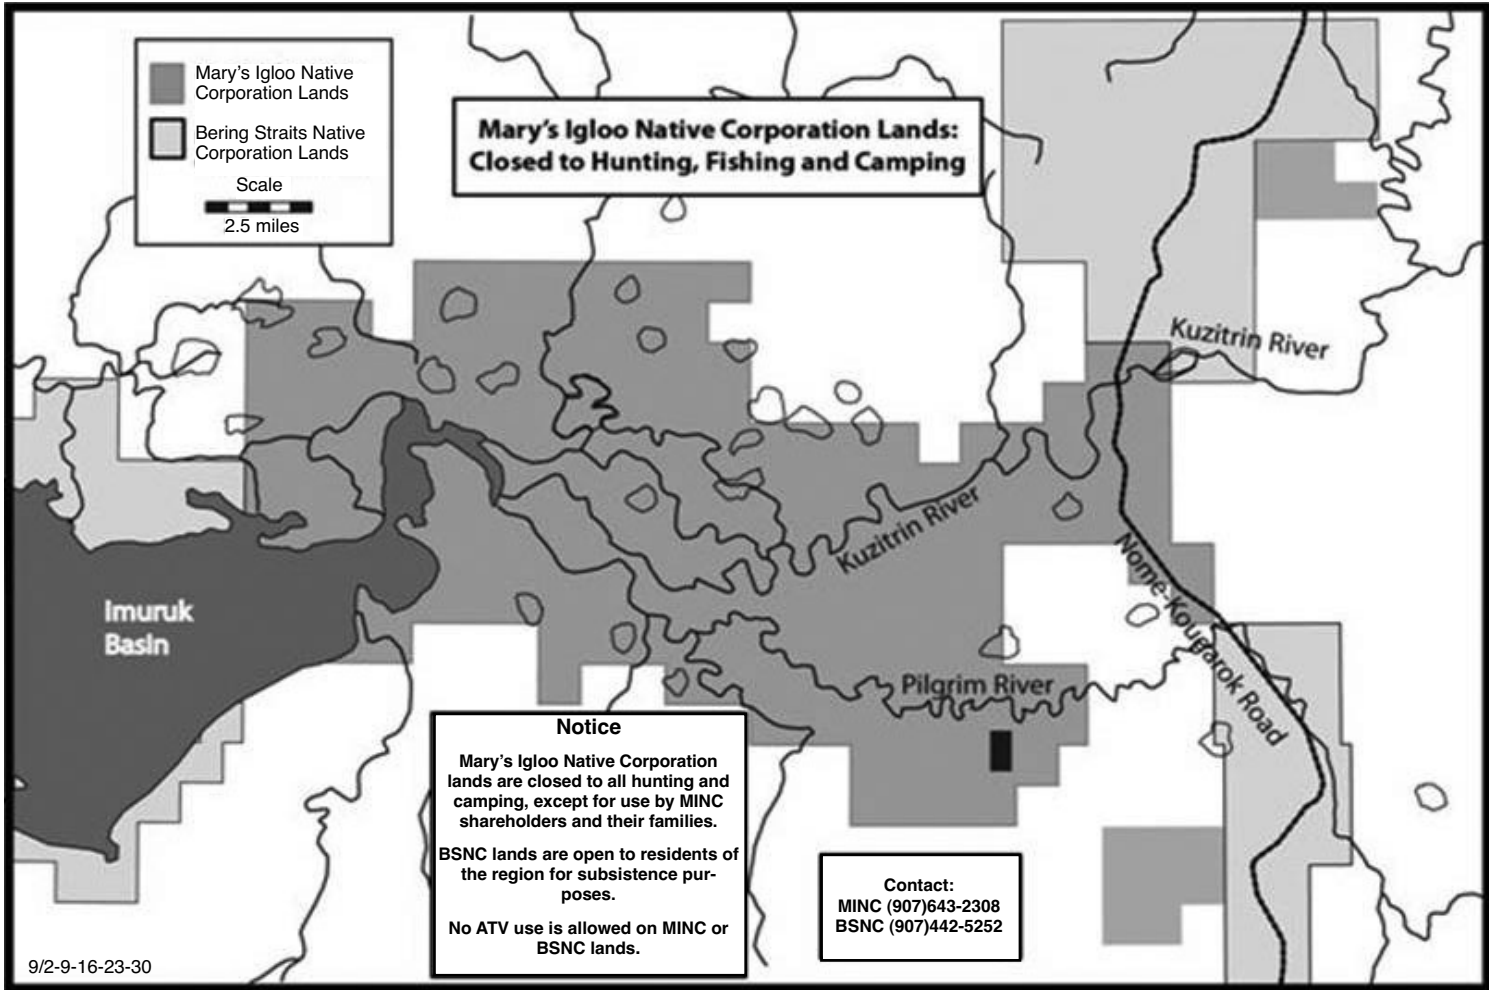 Mary's Igloo Native
Corporation Lands
Bering Straits Native
Corporation Lands
Scale
2.5 miles
Mary's Igloo Native Corporation Lands:
Closed to Hunting, Fishing and Camping
Kuzitrin River
Kuzitrin River
Nome-Kougarok Road
Imuruk
Basin
Pilgrim River
Notice
Mary's Igloo Native Corporation
lands are closed to all hunting and
camping, except for use by MINC
shareholders and their families.
BSNC lands are open to residents of
the region for subsistence pur-
poses.
No ATV use is allowed on MINC or
BSNC lands.
Contact:
MINC (907)643-2308
BSNC (907)442-5252
9/2-9-16-23-30